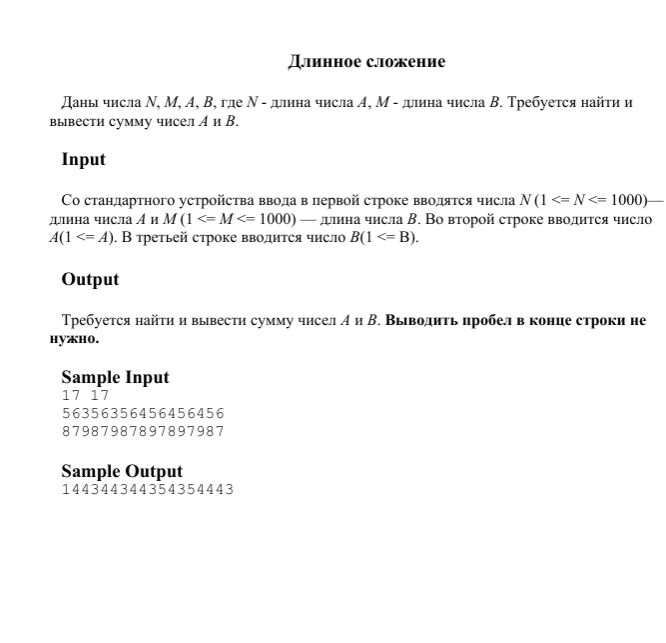 Длинное сложение
Даны числа N, M, A, B, где N - длина числа A, M - длина числа B. Требуется найти и
вывести сумму чисел A и B.
Input
Со стандартного устройства ввода в первой строке вводятся числа N (1 <= N <= 1000)—
длина числа A и M (1 <= M <= 1000) — длина числа B. Во второй строке вводится число
A(1 <= A). В третьей строке вводится число B(1 <= B).
Output
Требуется найти и вывести сумму чисел A и B. Выводить пробел в конце строки не
нужно.
Sample Input
17 17
56356356456456456
87987987897897987
Sample Output
144344344354354443